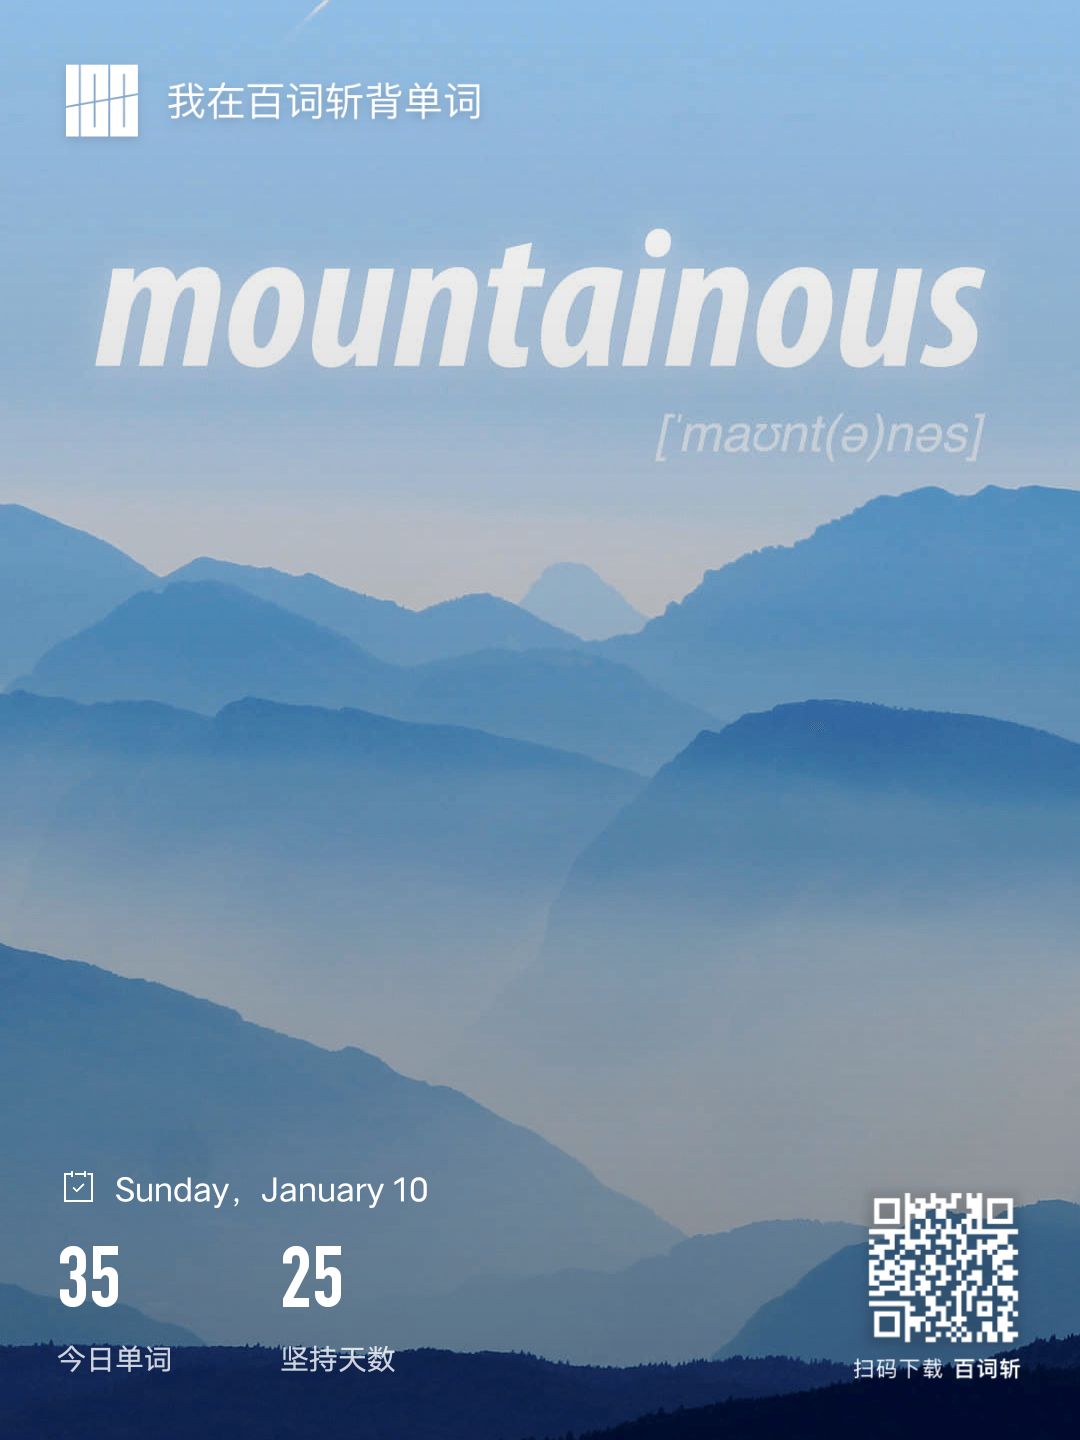 100
我在百词斩背单词
mountainous
['maʊnt(ə)nəs]
Sunday，January 10
35
25
今日单词
坚持天数
扫码下载 百词斩